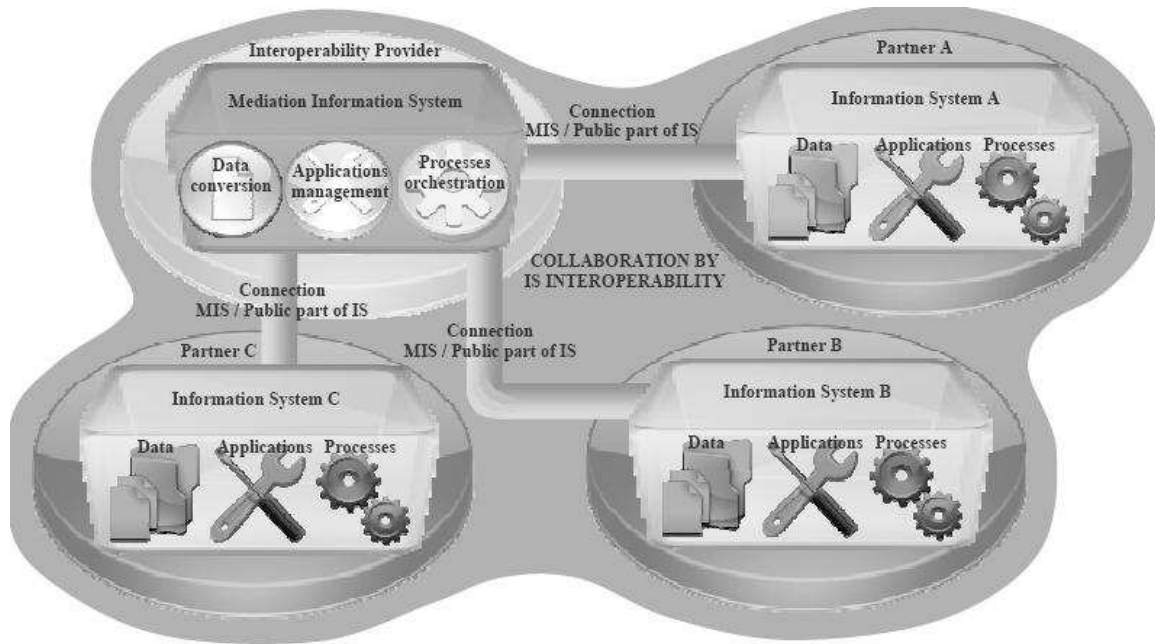 Interoperability Provider
Mediation Information System
Data
conversion
Applications
management
Processes
orchestration
Connection
MIS / Public part of IS
Partner A
Information System A
Data Applications Processes
COLLABORATION BY
IS INTEROPERABILITY
Connection
MIS / Public part of IS
Connection
MIS / Public part of IS
Partner C
Information System C
Data Applications Processes
Partner B
Information System B
Data Applications Processes